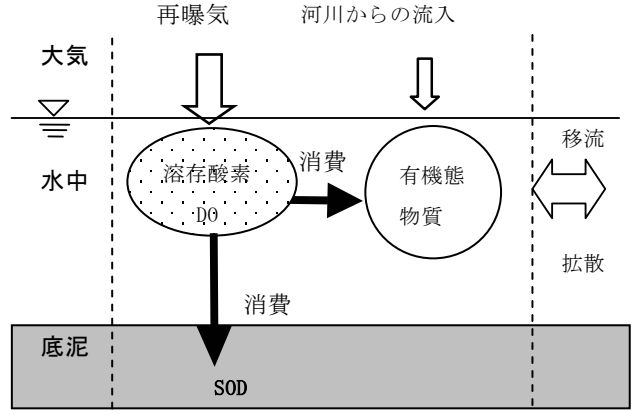 再曝気
河川からの流入
大気
移流
消費
溶存酸素
DO
有機態
物質
水中
拡散
消費
底泥
SOD